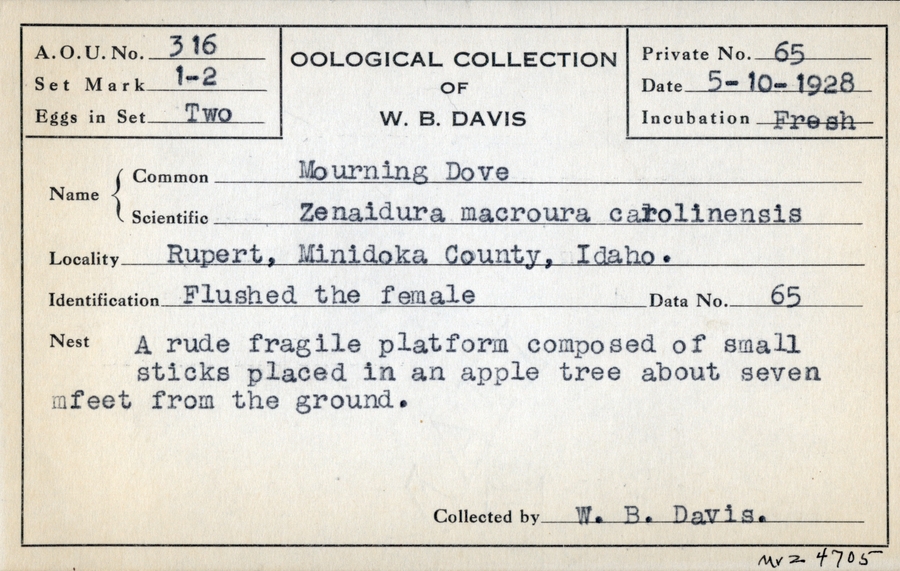 A.O.U. No. 316
Set Mark 1-2
Eggs in Set Two
OOLOGICAL COLLECTION
OF
W. B. DAVIS
Private No. 65
Date 5-10-1928
Incubation Fresh
Name
Common Mourning Dove
Scientific Zenaidura macroura carolinensis
Locality Rupert, Minidoka County, Idaho.
Identification Flushed the female Data No. 65
Nest A rude fragile platform composed of small
sticks placed in an apple tree about seven
mfeet from the ground.
Collected by W. B. Davis.
MVZ 4705